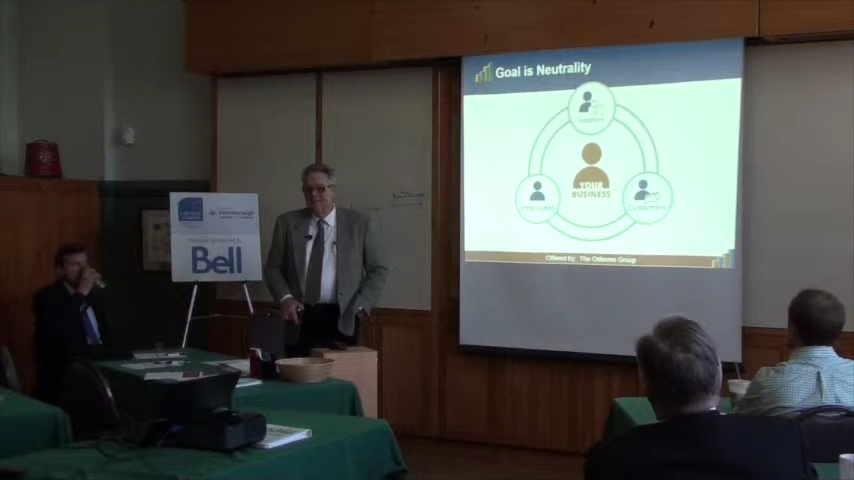 Goal is Neutrality
Suppliers
YOUR
BUSINESS
Employees
Customers
Offered by: The Osborne Group
Bell